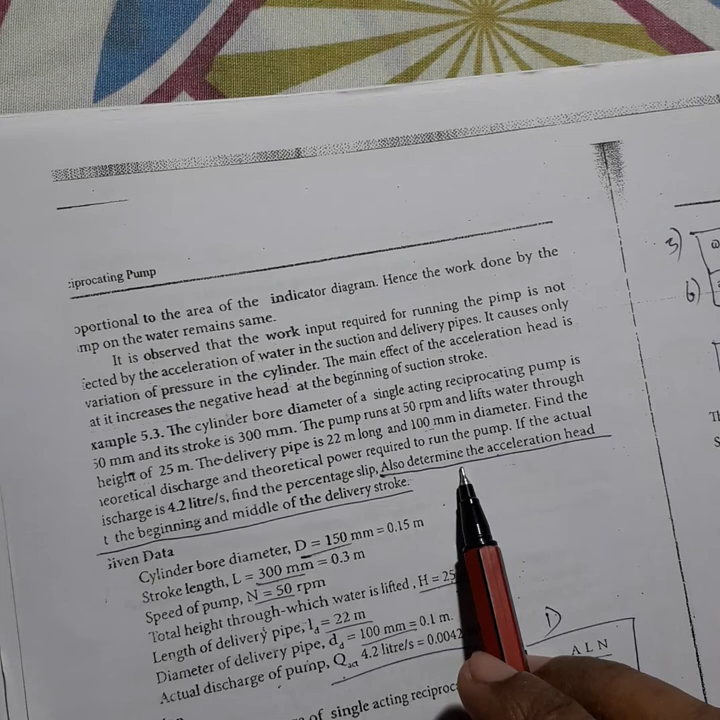 :iprocating Pump
oportional to the area of the indicator diagram. Hence the work done by the
mp on the water remains same.
It is observed that the work input required for running the pimp is not
fected by the acceleration of water in the suction and delivery pipes. It causes only
variation of pressure in the cylinder. The main effect of the acceleration head is
at it increases the negative head at the beginning of suction stroke.
xample 5.3. The cylinder bore diameter of a single acting reciprocating pump is
50 mm and its stroke is 300 mm. The pump runs at 50 rpm and lifts water through
height of 25 m. The delivery pipe is 22 m long and 100 mm in diameter. Find the
neoretical discharge and theoretical power required to run the pump. If the actual
ischarge is 4.2 litre/s, find the percentage slip, Also determine the acceleration head
t the beginning and middle of the delivery stroke.
iven Data
Cylinder bore diameter, D = 150 mm = 0.15 m
Stroke length, L = 300 mm = 0.3 m
Speed of pump, N = 50 rpm
Total height through which water is lifted , H = 25
Length of delivery pipe, ld = 22 m
Diameter of delivery pipe, dd = 100 mm = 0.1 m.
Actual discharge of pump, Qact 4.2 litre/s = 0.0042
of single acting reciproc
D
A L N
3)
6)